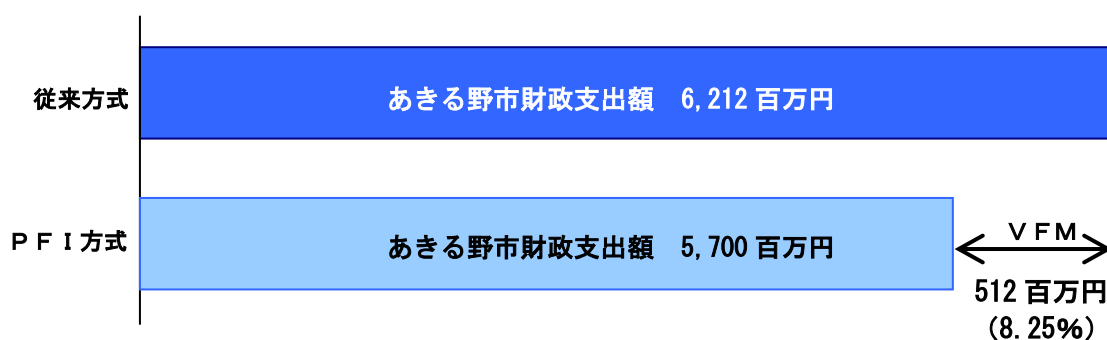 従来方式
あきる野市財政支出額　6,212 百万円
ＰＦＩ方式
あきる野市財政支出額　5,700 百万円
ＶＦＭ
512 百万円
(8.25%)